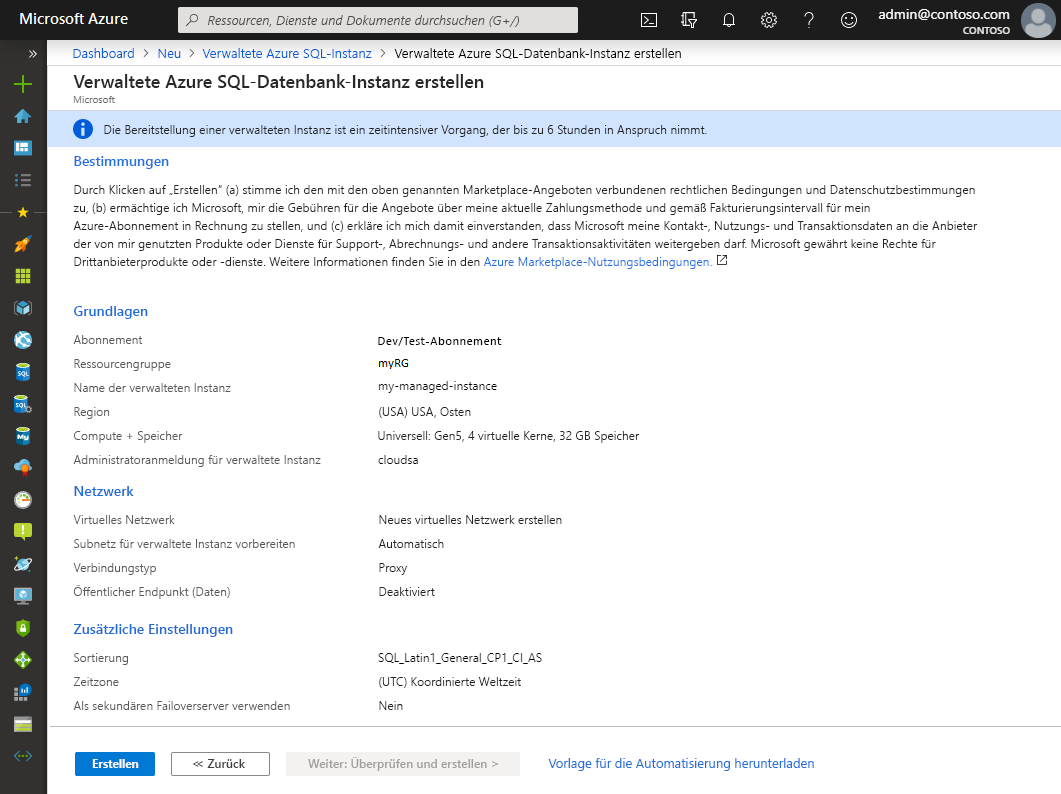 Microsoft Azure
Ressourcen, Dienste und Dokumente durchsuchen (G+/)
admin@contoso.com
CONTOSO
Dashboard > Neu > Verwaltete Azure SQL-Instanz > Verwaltete Azure SQL-Datenbank-Instanz erstellen
Verwaltete Azure SQL-Datenbank-Instanz erstellen
Microsoft
Die Bereitstellung einer verwalteten Instanz ist ein zeitintensiver Vorgang, der bis zu 6 Stunden in Anspruch nimmt.
Bestimmungen
Durch Klicken auf „Erstellen“ (a) stimme ich den mit den oben genannten Marketplace-Angeboten verbundenen rechtlichen Bedingungen und Datenschutzbestimmungen
zu, (b) ermächtige ich Microsoft, mir die Gebühren für die Angebote über meine aktuelle Zahlungsmethode und gemäß Fakturierungsintervall für mein
Azure-Abonnement in Rechnung zu stellen, und (c) erkläre ich mich damit einverstanden, dass Microsoft meine Kontakt-, Nutzungs- und Transaktionsdaten an die Anbieter
der von mir genutzten Produkte oder Dienste für Support-, Abrechnungs- und andere Transaktionsaktivitäten weitergeben darf. Microsoft gewährt keine Rechte für
Drittanbieterprodukte oder -dienste. Weitere Informationen finden Sie in den Azure Marketplace-Nutzungsbedingungen.
Grundlagen
Abonnement Dev/Test-Abonnement
Ressourcengruppe myRG
Name der verwalteten Instanz my-managed-instance
Region (USA) USA, Osten
Compute + Speicher Universell: Gen5, 4 virtuelle Kerne, 32 GB Speicher
Administratoranmeldung für verwaltete Instanz cloudsa
Netzwerk
Virtuelles Netzwerk Neues virtuelles Netzwerk erstellen
Subnetz für verwaltete Instanz vorbereiten Automatisch
Verbindungstyp Proxy
Öffentlicher Endpunkt (Daten) Deaktiviert
Zusätzliche Einstellungen
Sortierung SQL_Latin1_General_CP1_CI_AS
Zeitzone (UTC) Koordinierte Weltzeit
Als sekundären Failoverserver verwenden Nein
Erstellen << Zurück Weiter: Überprüfen und erstellen > Vorlage für die Automatisierung herunterladen